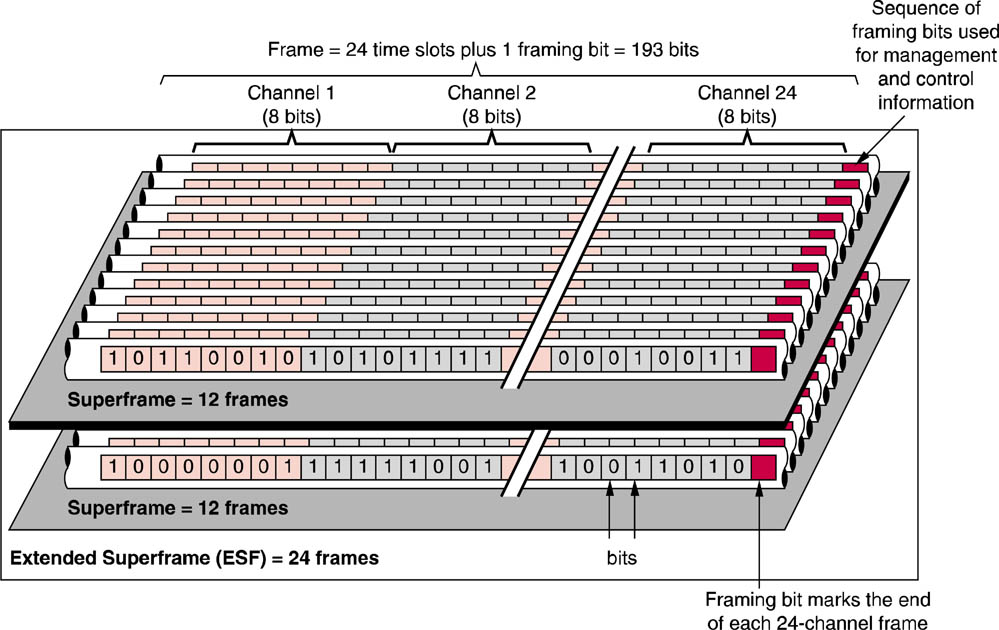 Sequence of
framing bits used
for management
and control
information
Frame = 24 time slots plus 1 framing bit = 193 bits
Channel 1
(8 bits)
Channel 2
(8 bits)
Channel 24
(8 bits)
1 0 1 1 0 0 1 0 1 0 1 0 1 1 1 1 0 0 0 1 0 0 1 1
Superframe = 12 frames
1 0 0 0 0 0 0 1 1 1 1 1 1 0 0 1 1 0 0 1 1 0 1 0
Superframe = 12 frames
Extended Superframe (ESF) = 24 frames
bits
Framing bit marks the end
of each 24-channel frame